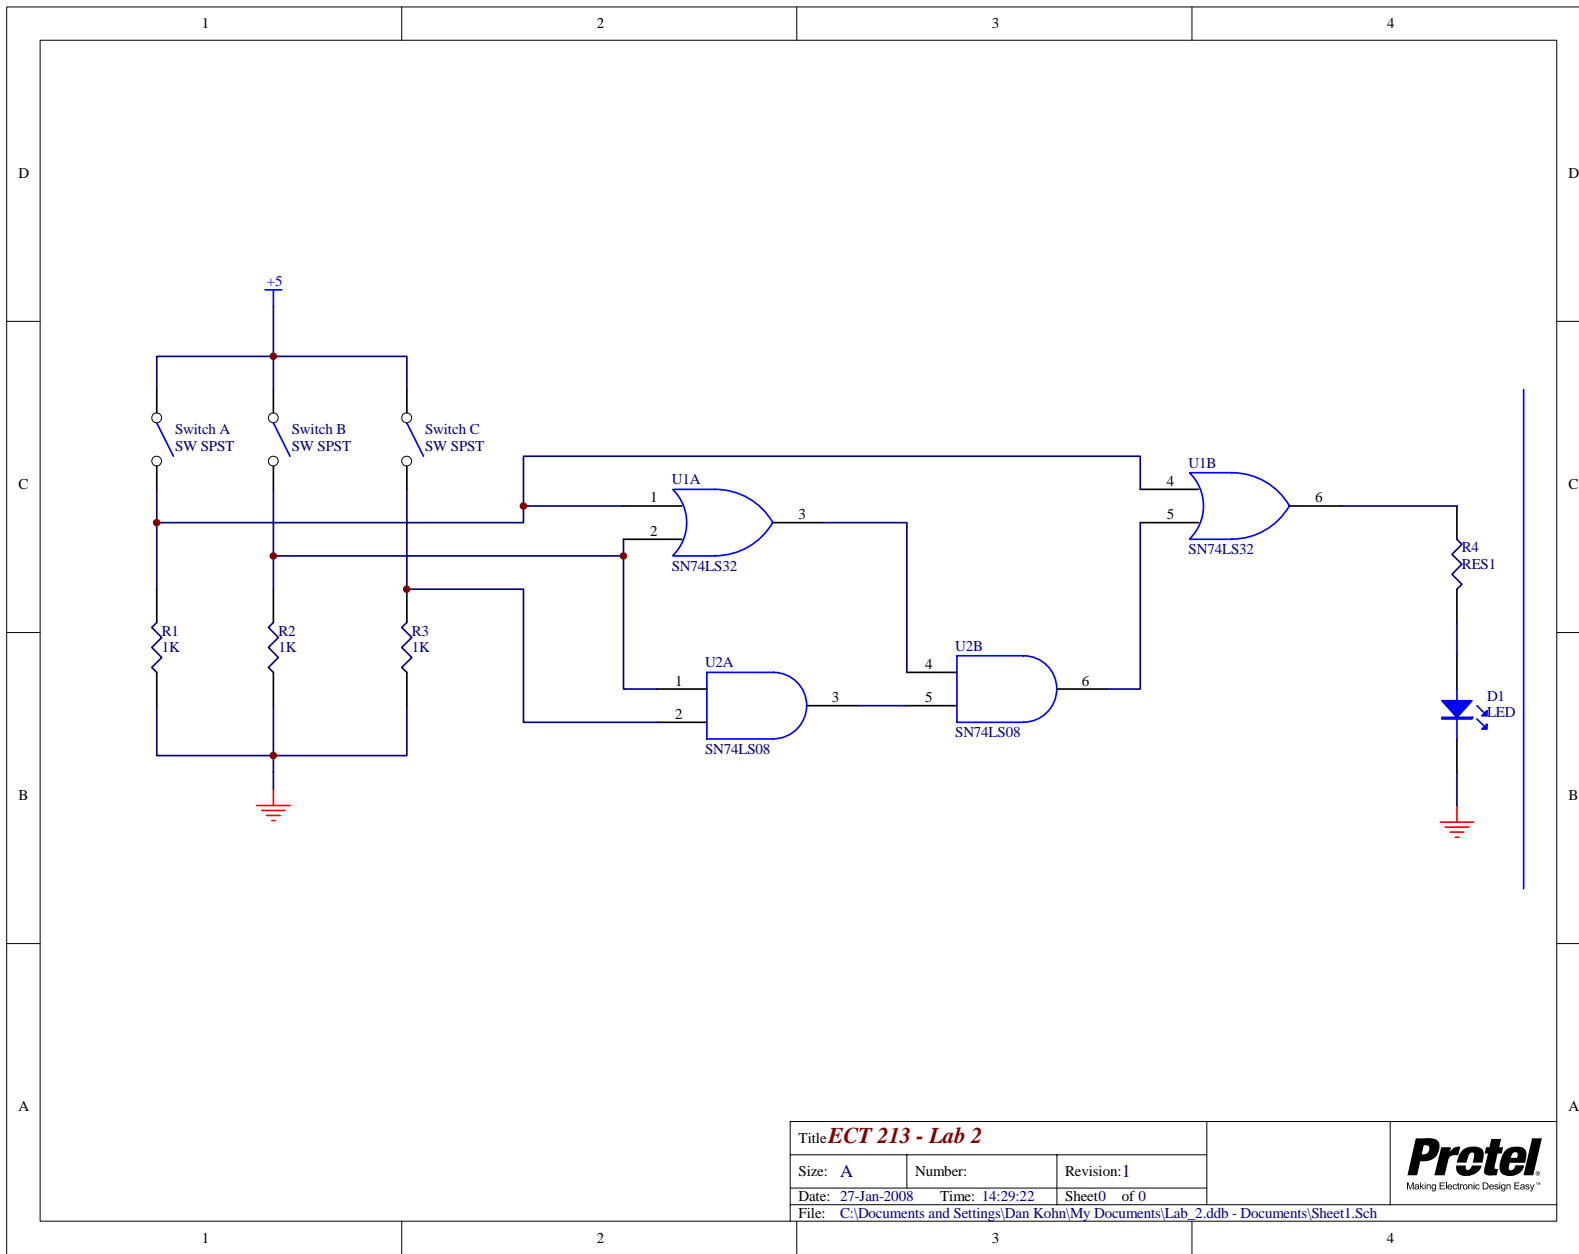 1 2 3 4
D D
+5
Switch A
SW SPST
Switch B
SW SPST
Switch C
SW SPST
C C
U1A
1
2
3
SN74LS32
U1B
4
5
6
SN74LS32
R4
RES1
R1
1K
R2
1K
R3
1K
U2A
1
2
3
SN74LS08
U2B
4
5
6
SN74LS08
D1
LED
B B
A A
Title ECT 213 - Lab 2
Size: A Number: Revision: 1
Date: 27-Jan-2008 Time: 14:29:22 Sheet 0 of 0
File: C:\Documents and Settings\Dan Kohn\My Documents\Lab_2.ddb - Documents\Sheet1.Sch
Protel
Making Electronic Design Easy™
1 2 3 4